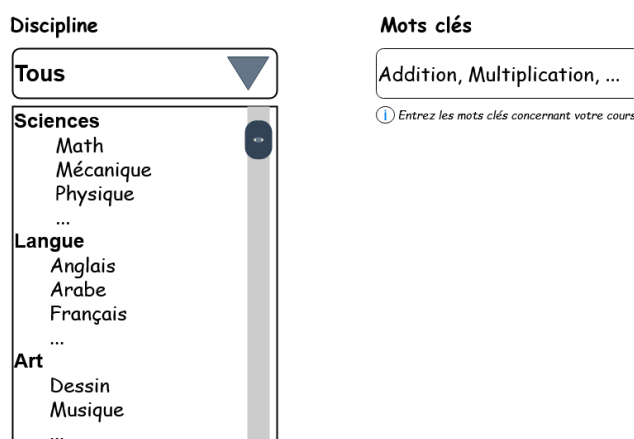 Discipline
Tous
Sciences
Math
Mécanique
Physique
...
Langue
Anglais
Arabe
Français
...
Art
Dessin
Musique
...
Mots clés
Addition, Multiplication, ...
i Entrez les mots clés concernant votre cours